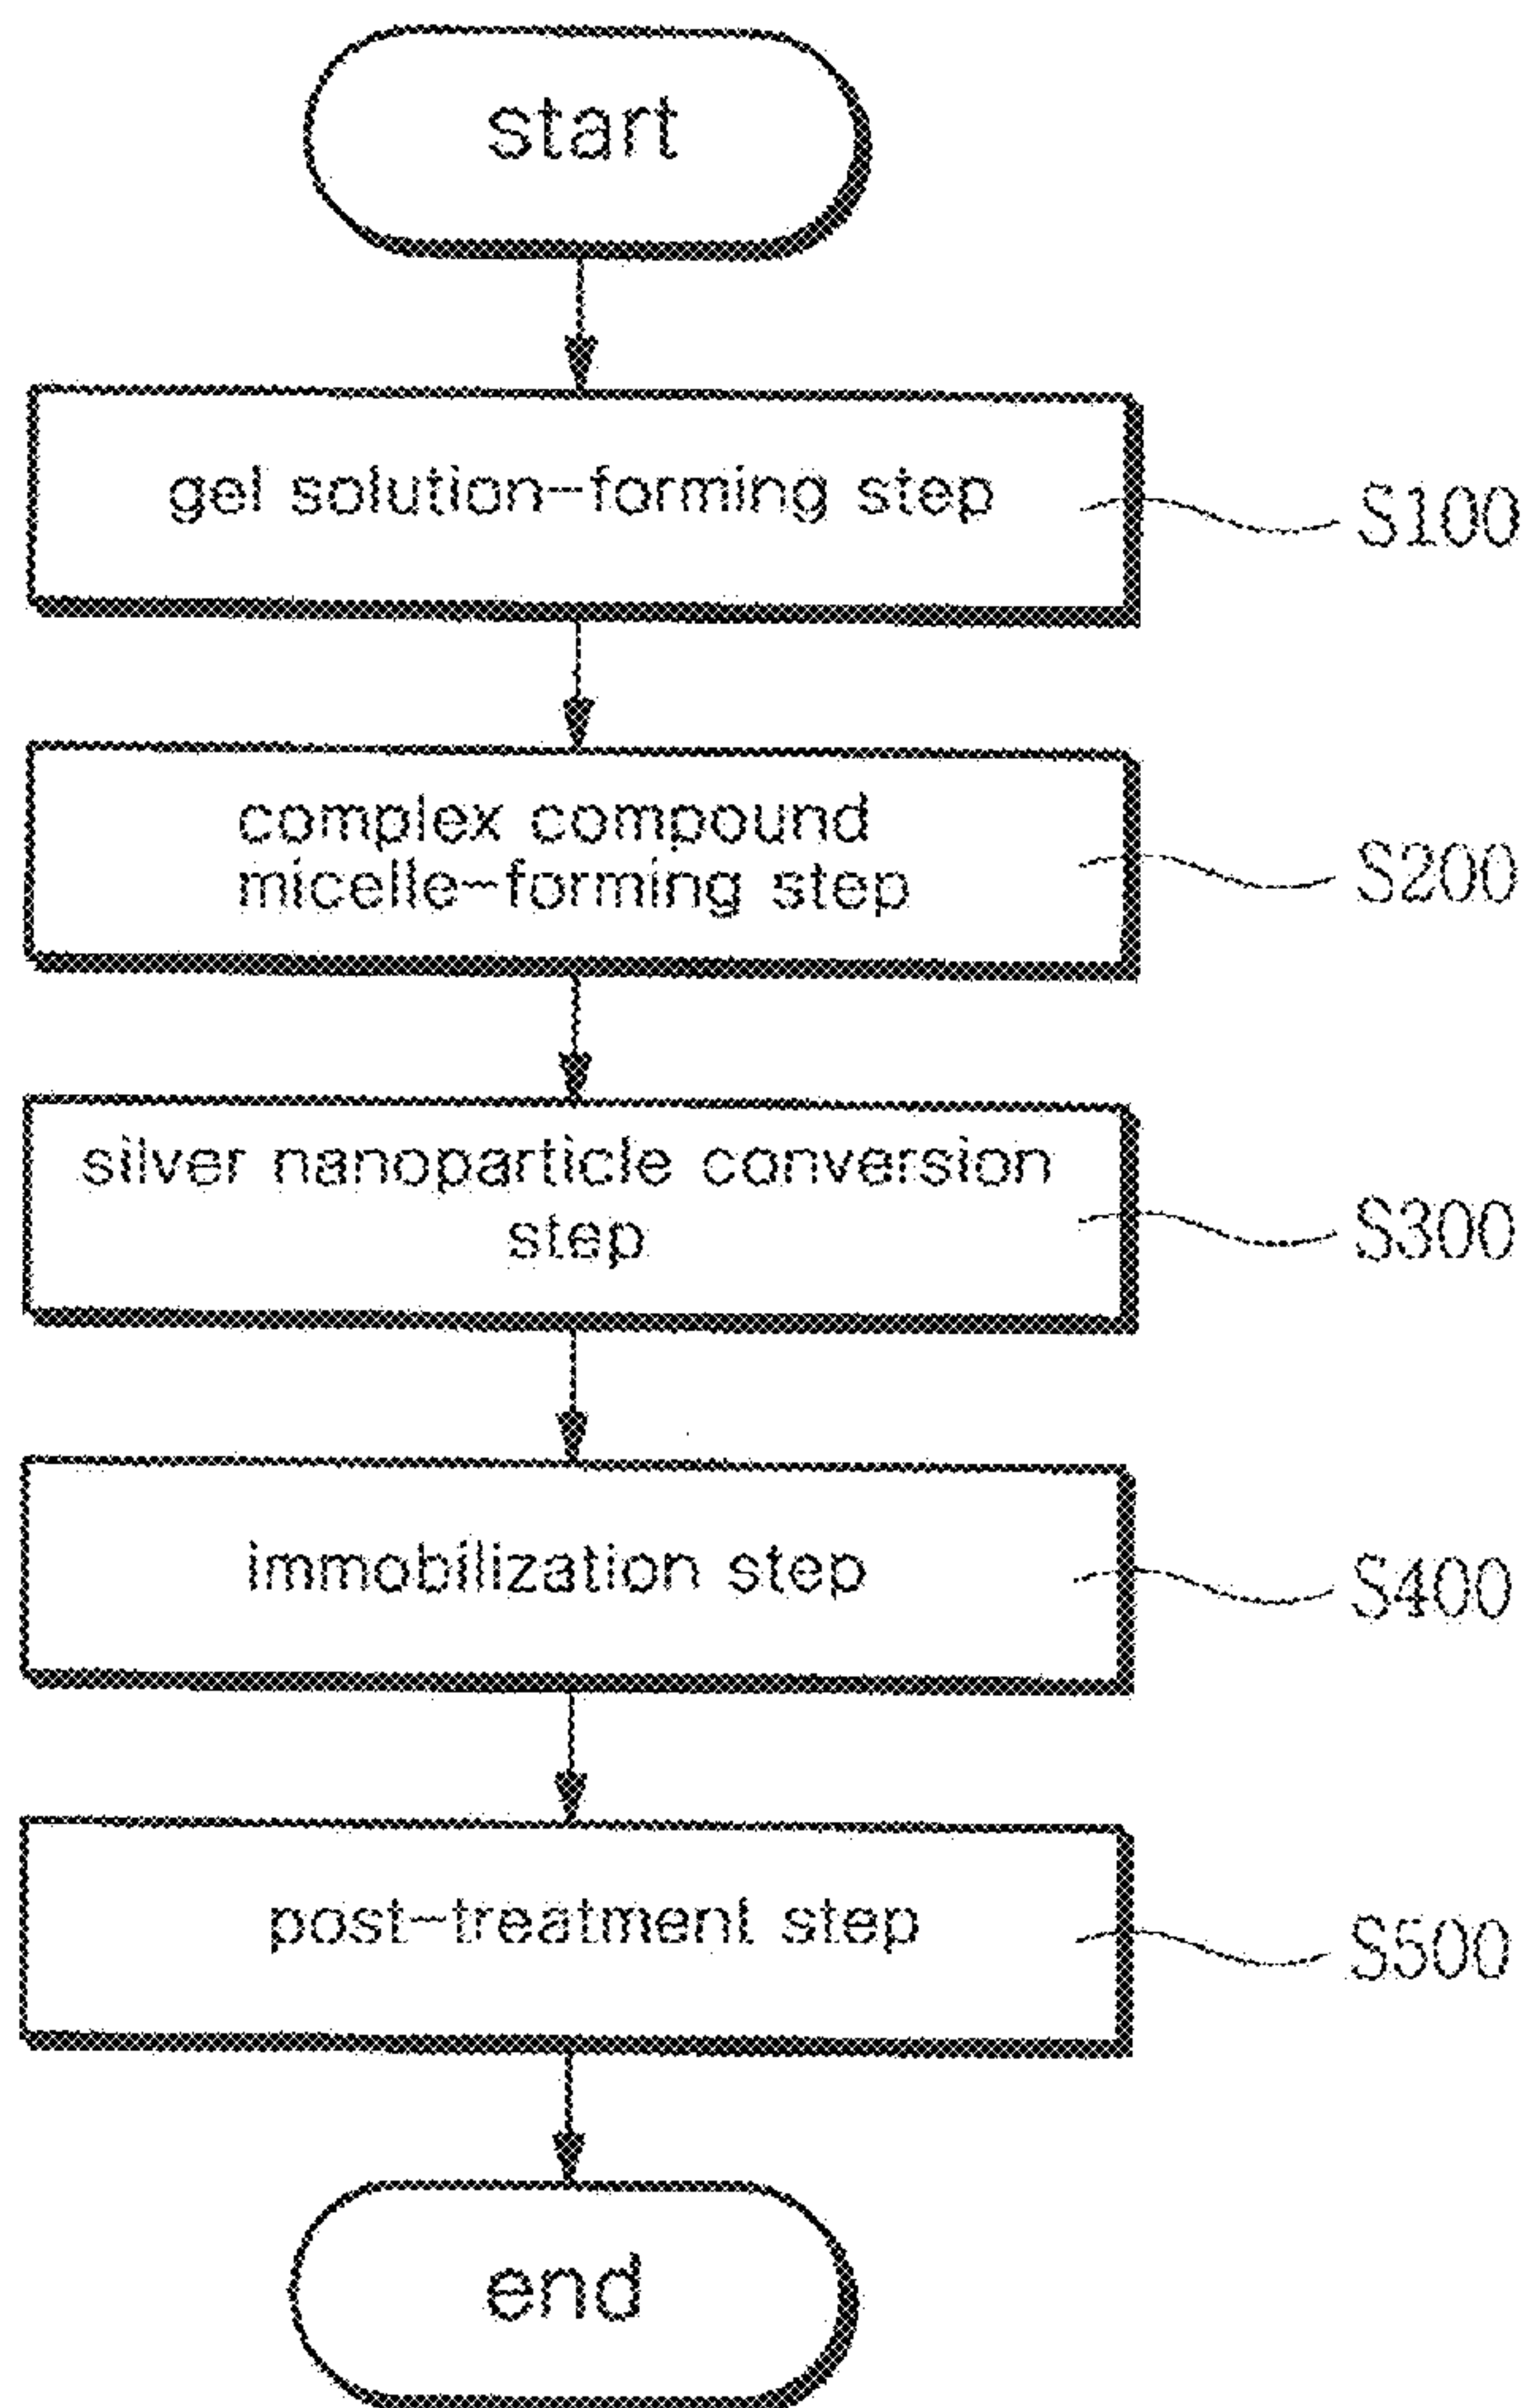 start
gel solution-forming step
S100
complex compound
micelle-forming step
S200
silver nanoparticle conversion
step
S300
immobilization step
S400
post-treatment step
S500
end